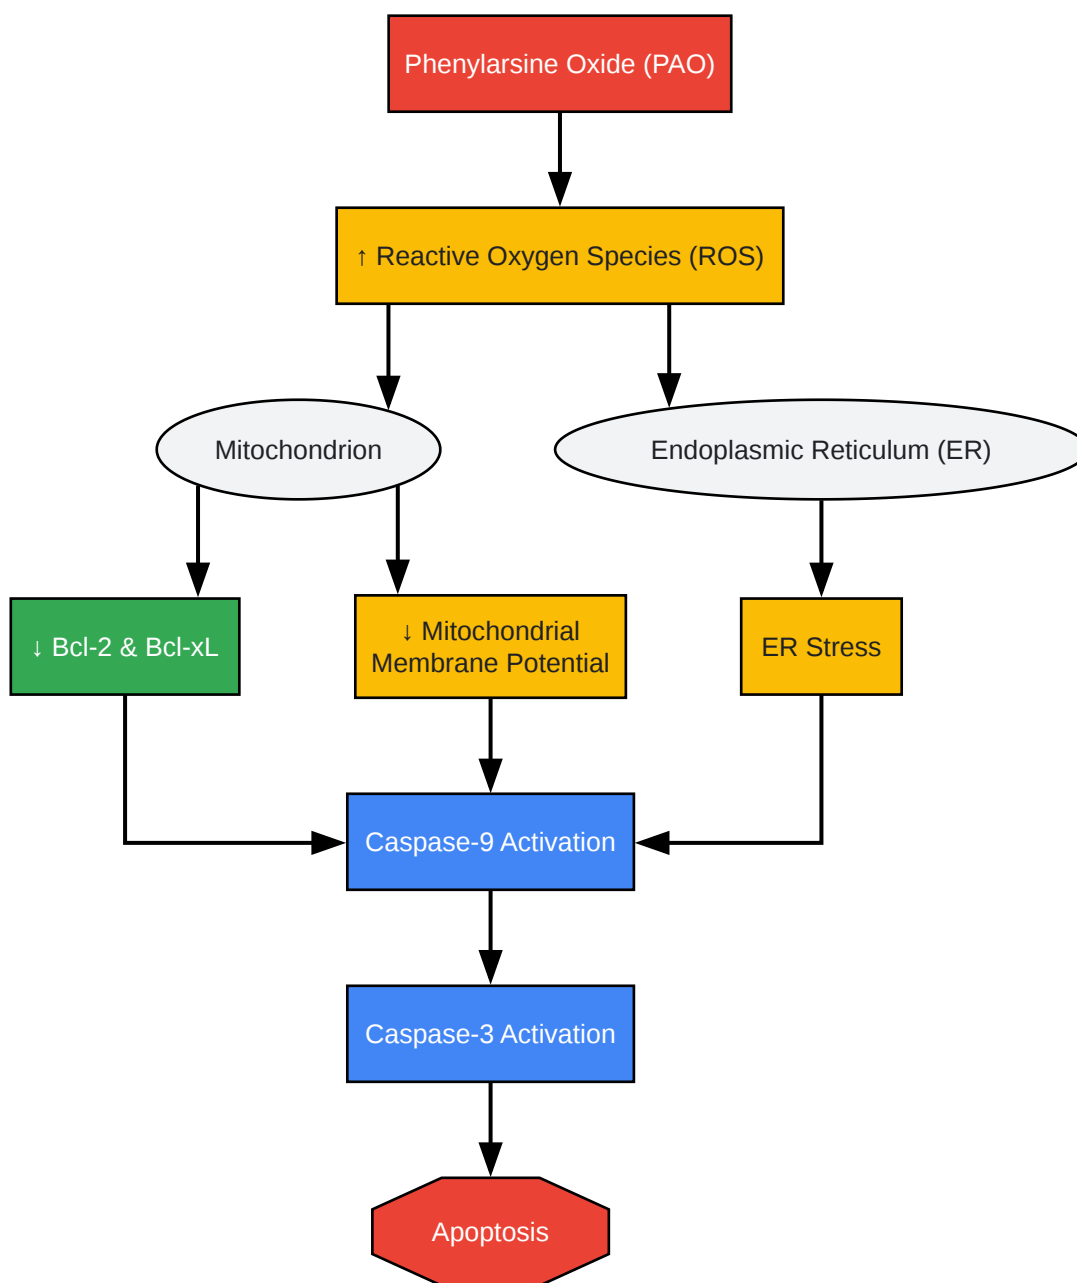 Phenylarsine Oxide (PAO)
↑ Reactive Oxygen Species (ROS)
Mitochondrion
Endoplasmic Reticulum (ER)
↓ Bcl-2 & Bcl-xL
↓ Mitochondrial
Membrane Potential
ER Stress
Caspase-9 Activation
Caspase-3 Activation
Apoptosis